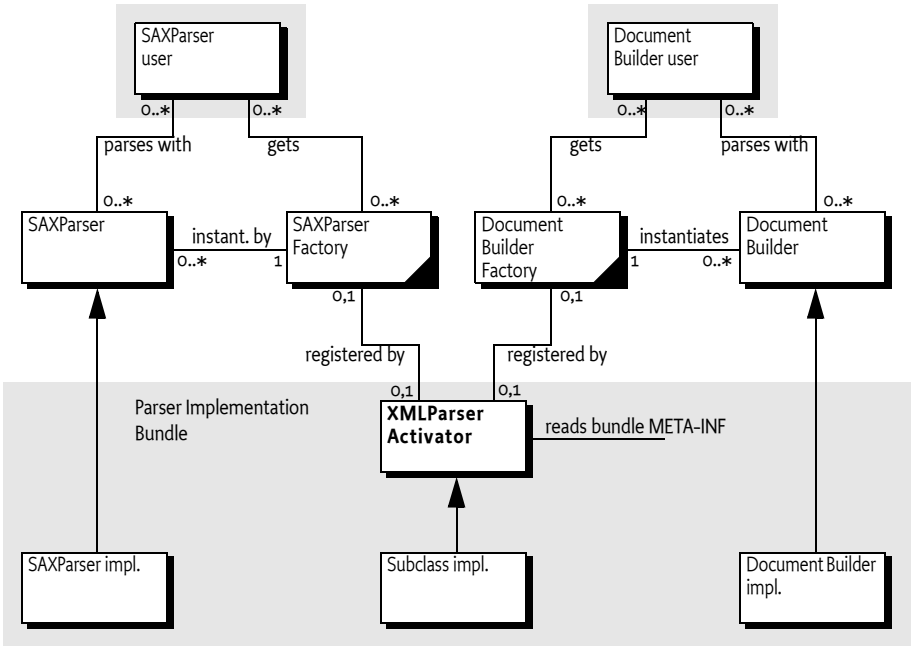 SAXParser
user
Document
Builder user
0..*
0..*
0..*
0..*
parses with
gets
gets
parses with
0..*
0..*
0..*
0..*
SAXParser
SAXParser
Factory
Document
Builder
Factory
Document
Builder
instant. by
0..*
1
instantiates
1
0..*
0,1
0,1
registered by
registered by
0,1
0,1
Parser Implementation
Bundle
XMLParser
Activator
reads bundle META-INF
SAXParser impl.
Subclass impl.
Document Builder
impl.